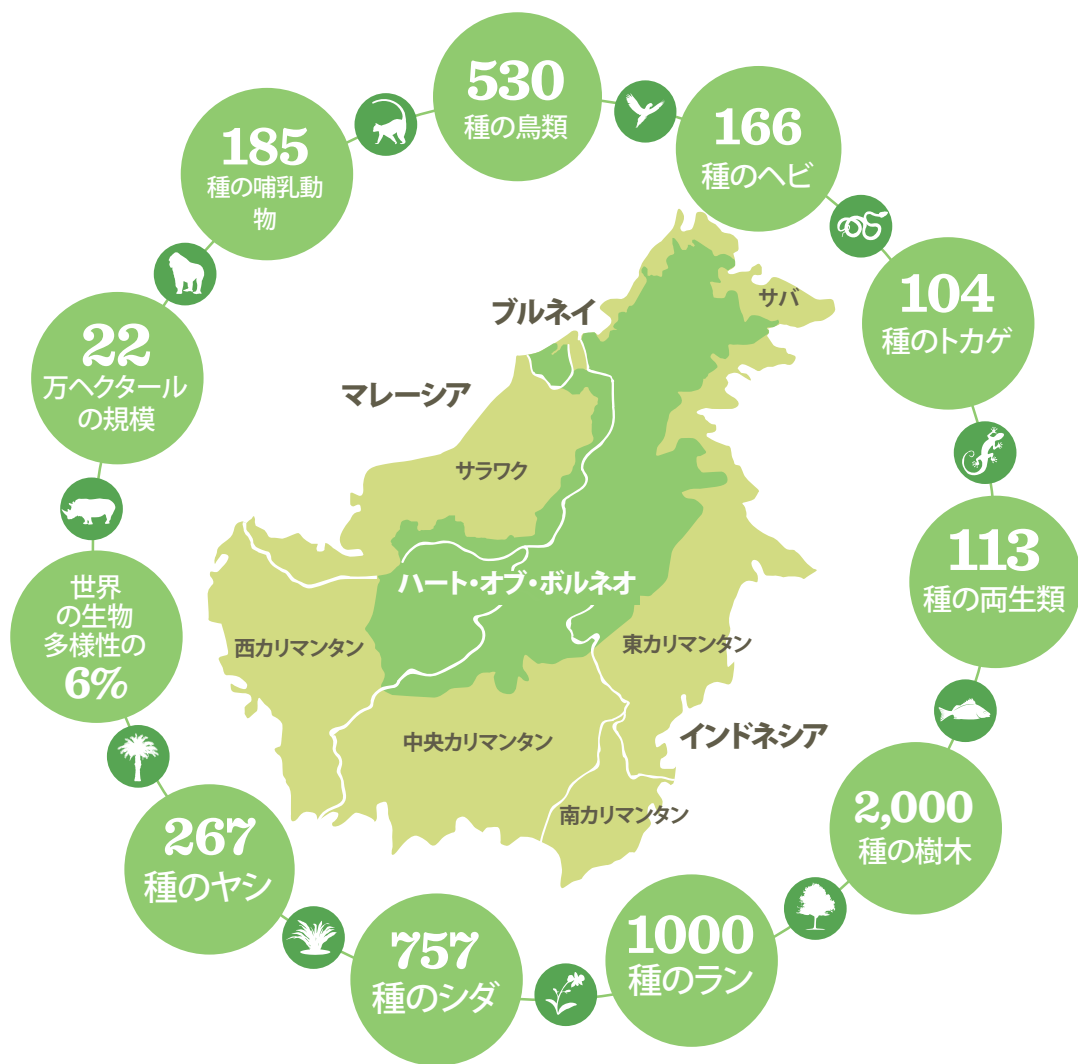 530
種の鳥類
166
種のヘビ
104
種のトカゲ
113
種の両生類
2,000
種の樹木
1000
種のラン
757
種のシダ
267
種のヤシ
世界
の生物
多様性の
6%
22
万ヘクタール
の規模
185
種の哺乳動
物
サバ
ブルネイ
マレーシア
サラワク
ハート・オブ・ボルネオ
西カリマンタン
東カリマンタン
中央カリマンタン
インドネシア
南カリマンタン